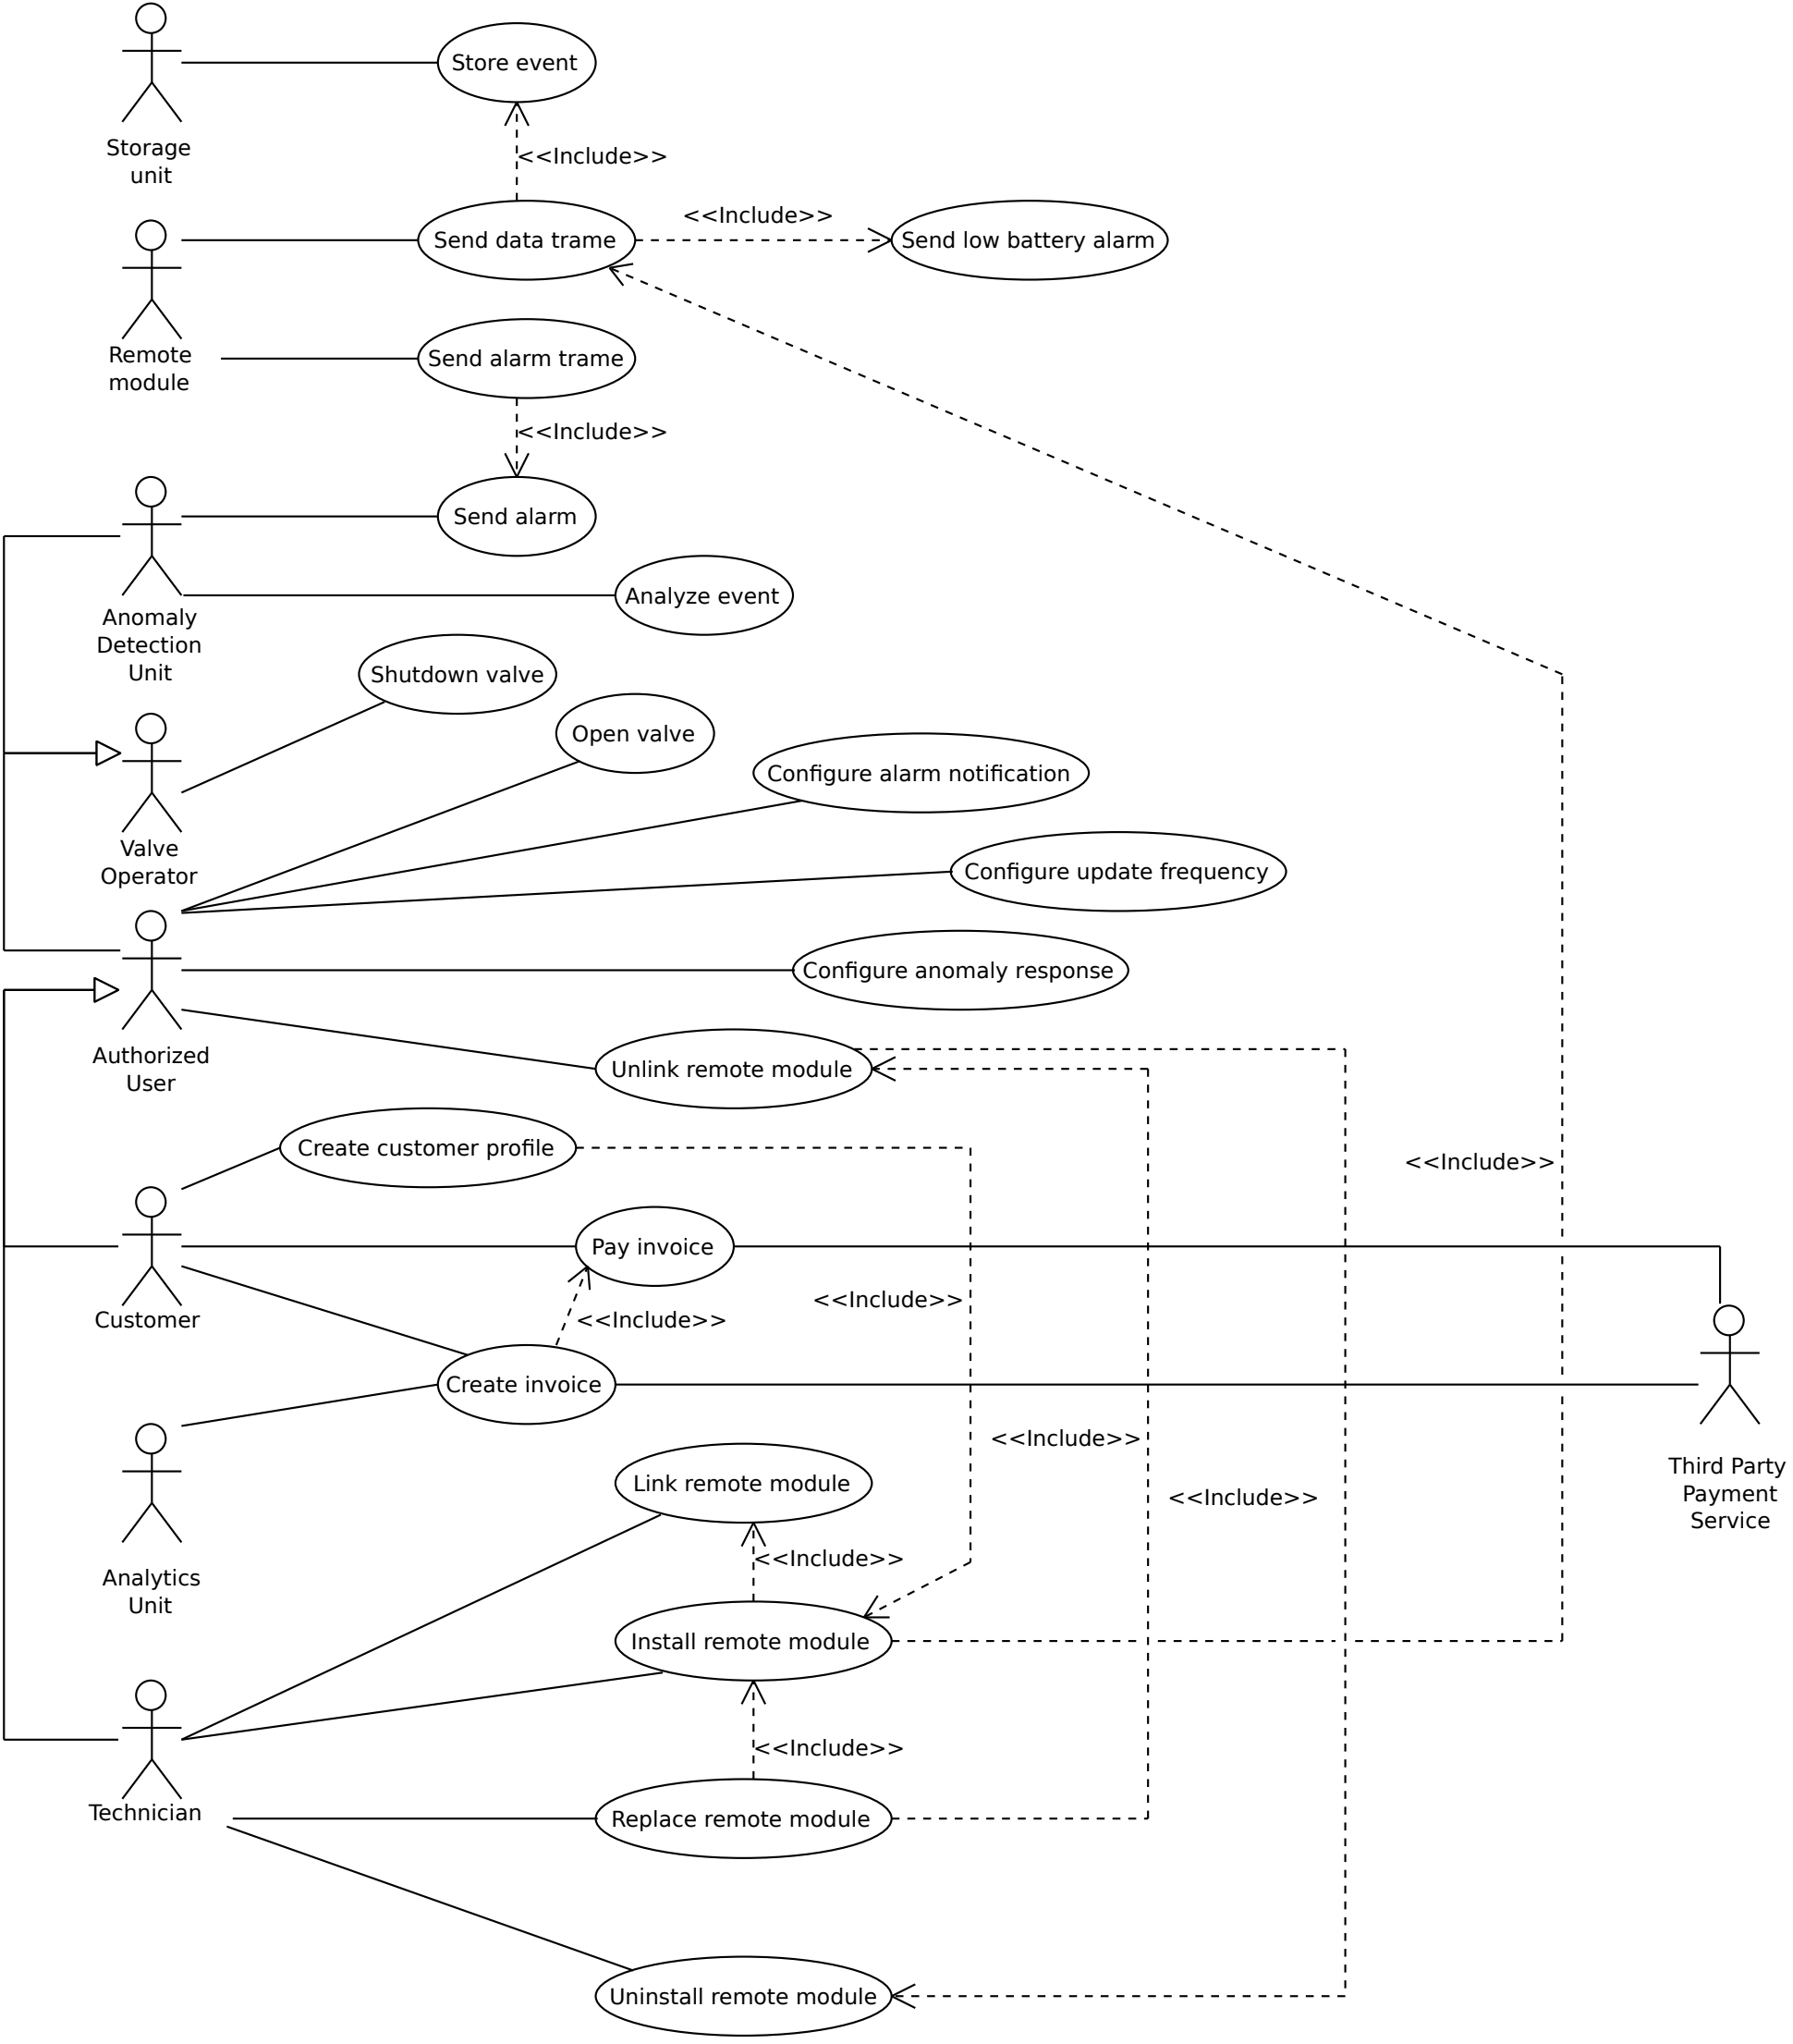 Store event
Storage
unit
<<Include>>
<<Include>>
Send data trame
Send low battery alarm
Remote
module
Send alarm trame
<<Include>>
Send alarm
Analyze event
Anomaly
Detection
Unit
Shutdown valve
Open valve
Configure alarm notification
Valve
Operator
Configure update frequency
Configure anomaly response
Authorized
User
Unlink remote module
Create customer profile
<<Include>>
Pay invoice
<<Include>>
Customer
<<Include>>
Create invoice
<<Include>>
Third Party
Payment
Service
Link remote module
<<Include>>
Analytics
Unit
<<Include>>
Install remote module
<<Include>>
Technician
Replace remote module
Uninstall remote module